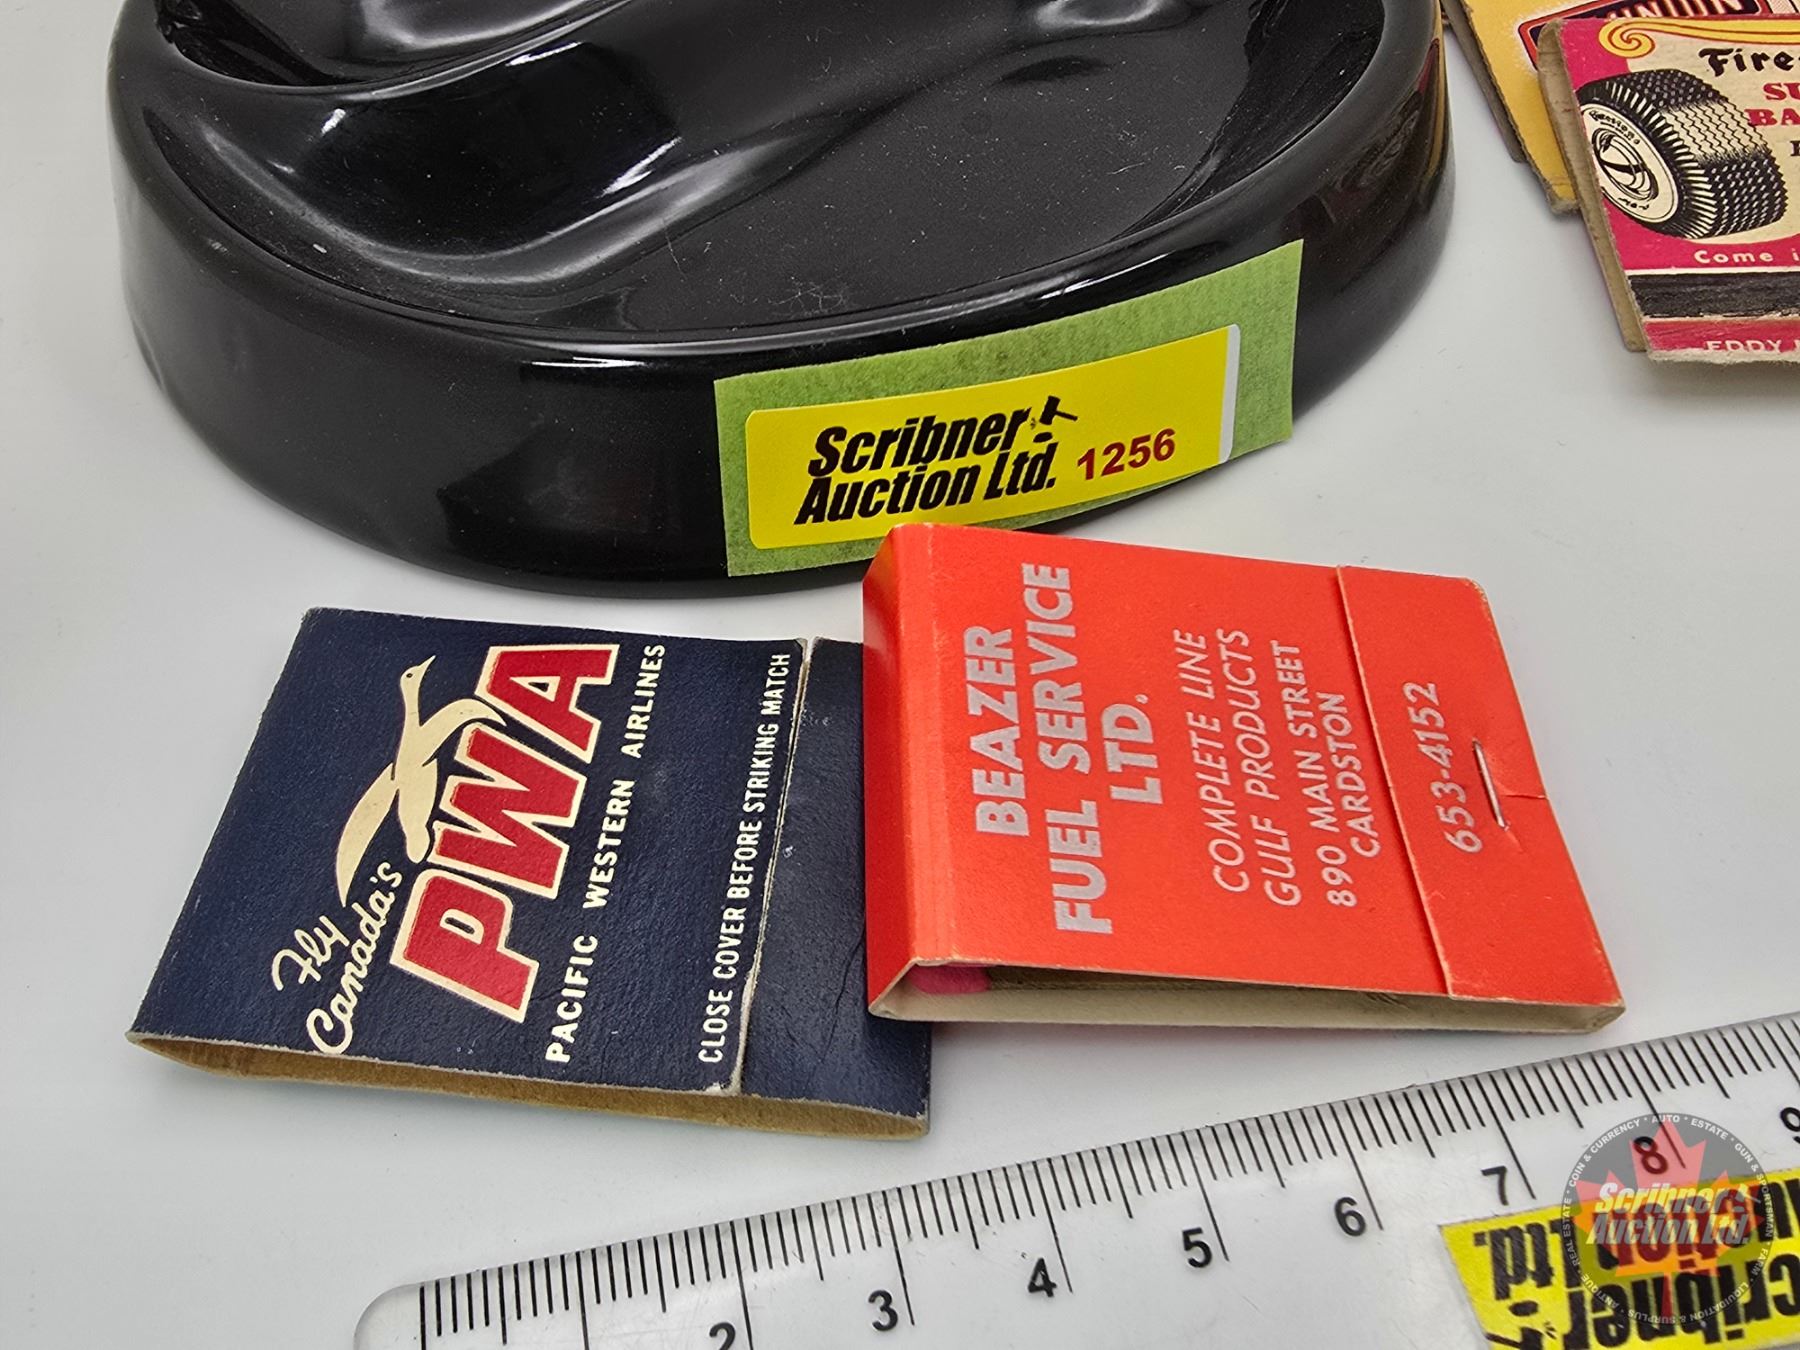 Fire
Come
EDDY
Scribner
Auction Ltd. 1256
Fly
Canada's
PWA
PACIFIC WESTERN AIRLINES
CLOSE COVER BEFORE STRIKING MATCH
BEAZER
FUEL SERVICE
LTD.
COMPLETE LINE
GULF PRODUCTS
890 MAIN STREET
CARDSTON
653-4152
2 3 4 5 6 7 8 9
Scribner
Auction Ltd.